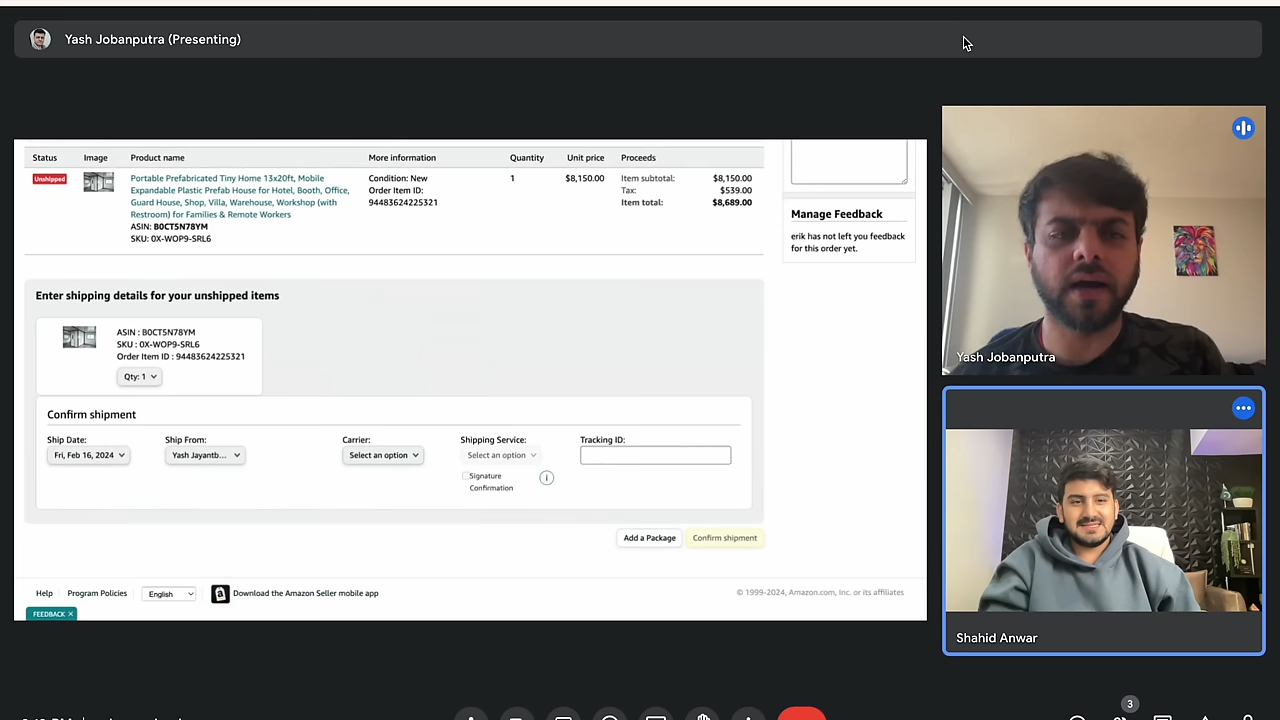 Yash Jobanputra (Presenting)
Status Image Product name More information Quantity Unit price Proceeds
Unshipped
Portable Prefabricated Tiny Home 13x20ft, Mobile
Expandable Plastic Prefab House for Hotel, Booth, Office,
Guard House, Shop, Villa, Warehouse, Workshop (with
Restroom) for Families & Remote Workers
ASIN: B0CT5N78YM
SKU: 0X-WOP9-SRL6
Condition: New
Order Item ID:
94483624225321
1
$8,150.00
Item subtotal: $8,150.00
Tax: $539.00
Item total: $8,689.00
Manage Feedback
erik has not left you feedback
for this order yet.
Enter shipping details for your unshipped items
ASIN : B0CT5N78YM
SKU : 0X-WOP9-SRL6
Order Item ID : 94483624225321
Qty: 1
Confirm shipment
Ship Date: Ship From: Carrier: Shipping Service: Tracking ID:
Fri, Feb 16, 2024 Yash Jayantb... Select an option Select an option
Signature
Confirmation
Add a Package Confirm shipment
Help Program Policies English Download the Amazon Seller mobile app © 1999-2024, Amazon.com, Inc. or its affiliates
FEEDBACK X
Yash Jobanputra
Shahid Anwar
3